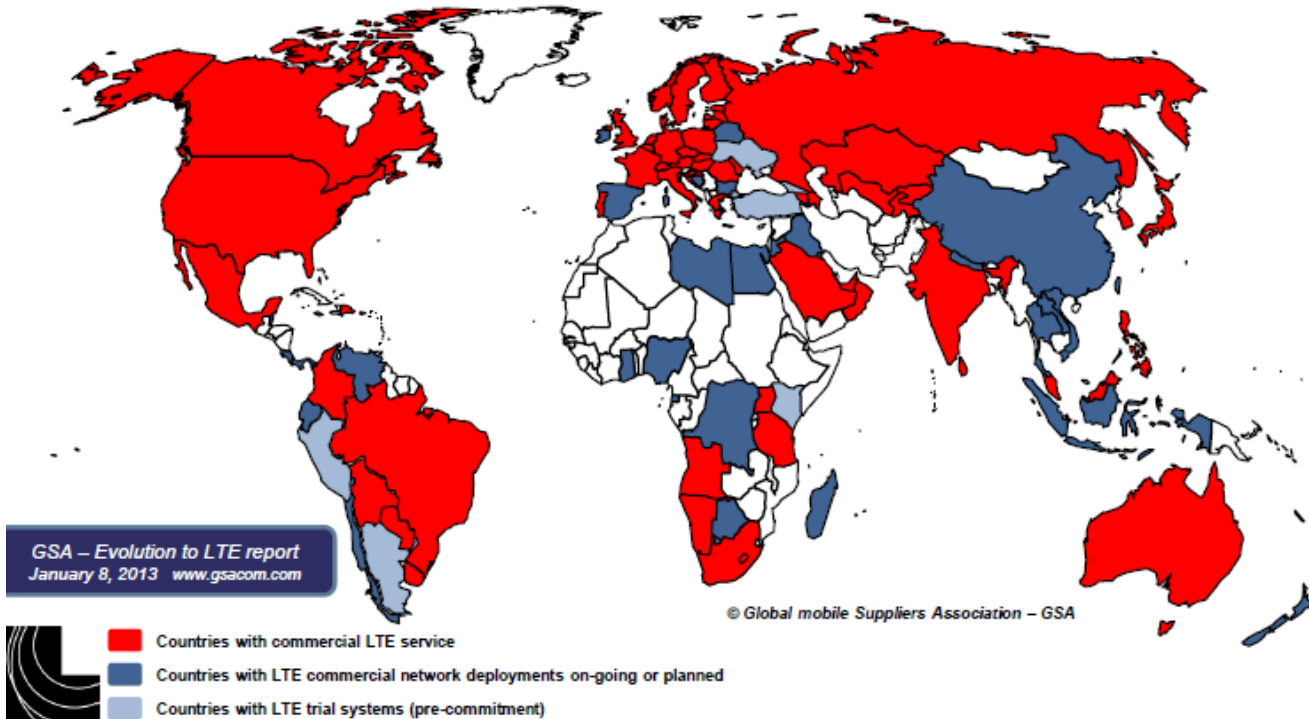 GSA – Evolution to LTE report
January 8, 2013 www.gsacom.com
© Global mobile Suppliers Association – GSA
Countries with commercial LTE service
Countries with LTE commercial network deployments on-going or planned
Countries with LTE trial systems (pre-commitment)